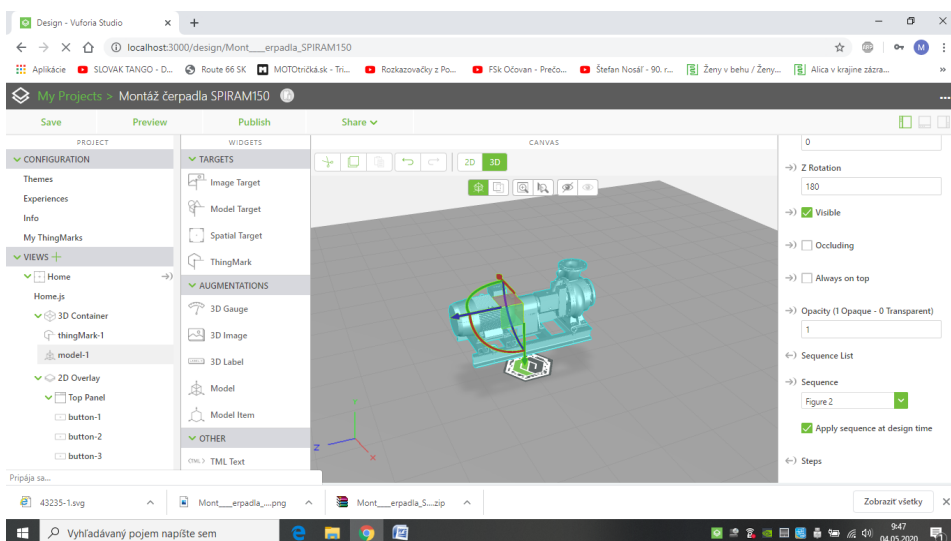 Design - Vuforia Studio
localhost:3000/design/Mont___erpadla_SPIRAM150
Aplikácie
SLOVAK TANGO - D...
Route 66 SK
MOTOtričká.sk - Tri...
Rozkazovačky z Po...
FSk Očovan - Prečo...
Štefan Nosáľ - 90. r...
Ženy v behu / Ženy...
Alica v krajine zázra...
»
My Projects > Montáž čerpadla SPIRAM150
Save
Preview
Publish
Share
PROJECT
WIDGETS
CANVAS
CONFIGURATION
Themes
Experiences
Info
My ThingMarks
VIEWS
Home
Home.js
3D Container
thingMark-1
model-1
2D Overlay
Top Panel
button-1
button-2
button-3
TARGETS
Image Target
Model Target
Spatial Target
ThingMark
AUGMENTATIONS
3D Gauge
3D Image
3D Label
Model
Model Item
OTHER
TML Text
2D
3D
z
x
0
Z Rotation
180
Visible
Occluding
Always on top
Opacity (1 Opaque - 0 Transparent)
1
Sequence List
Sequence
Figure 2
Apply sequence at design time
Steps
Pripája sa...
43235-1.svg
Mont___erpadla_....png
Mont___erpadla_S....zip
Zobraziť všetky
Vyhľadávaný pojem napíšte sem
9:47
04.05.2020